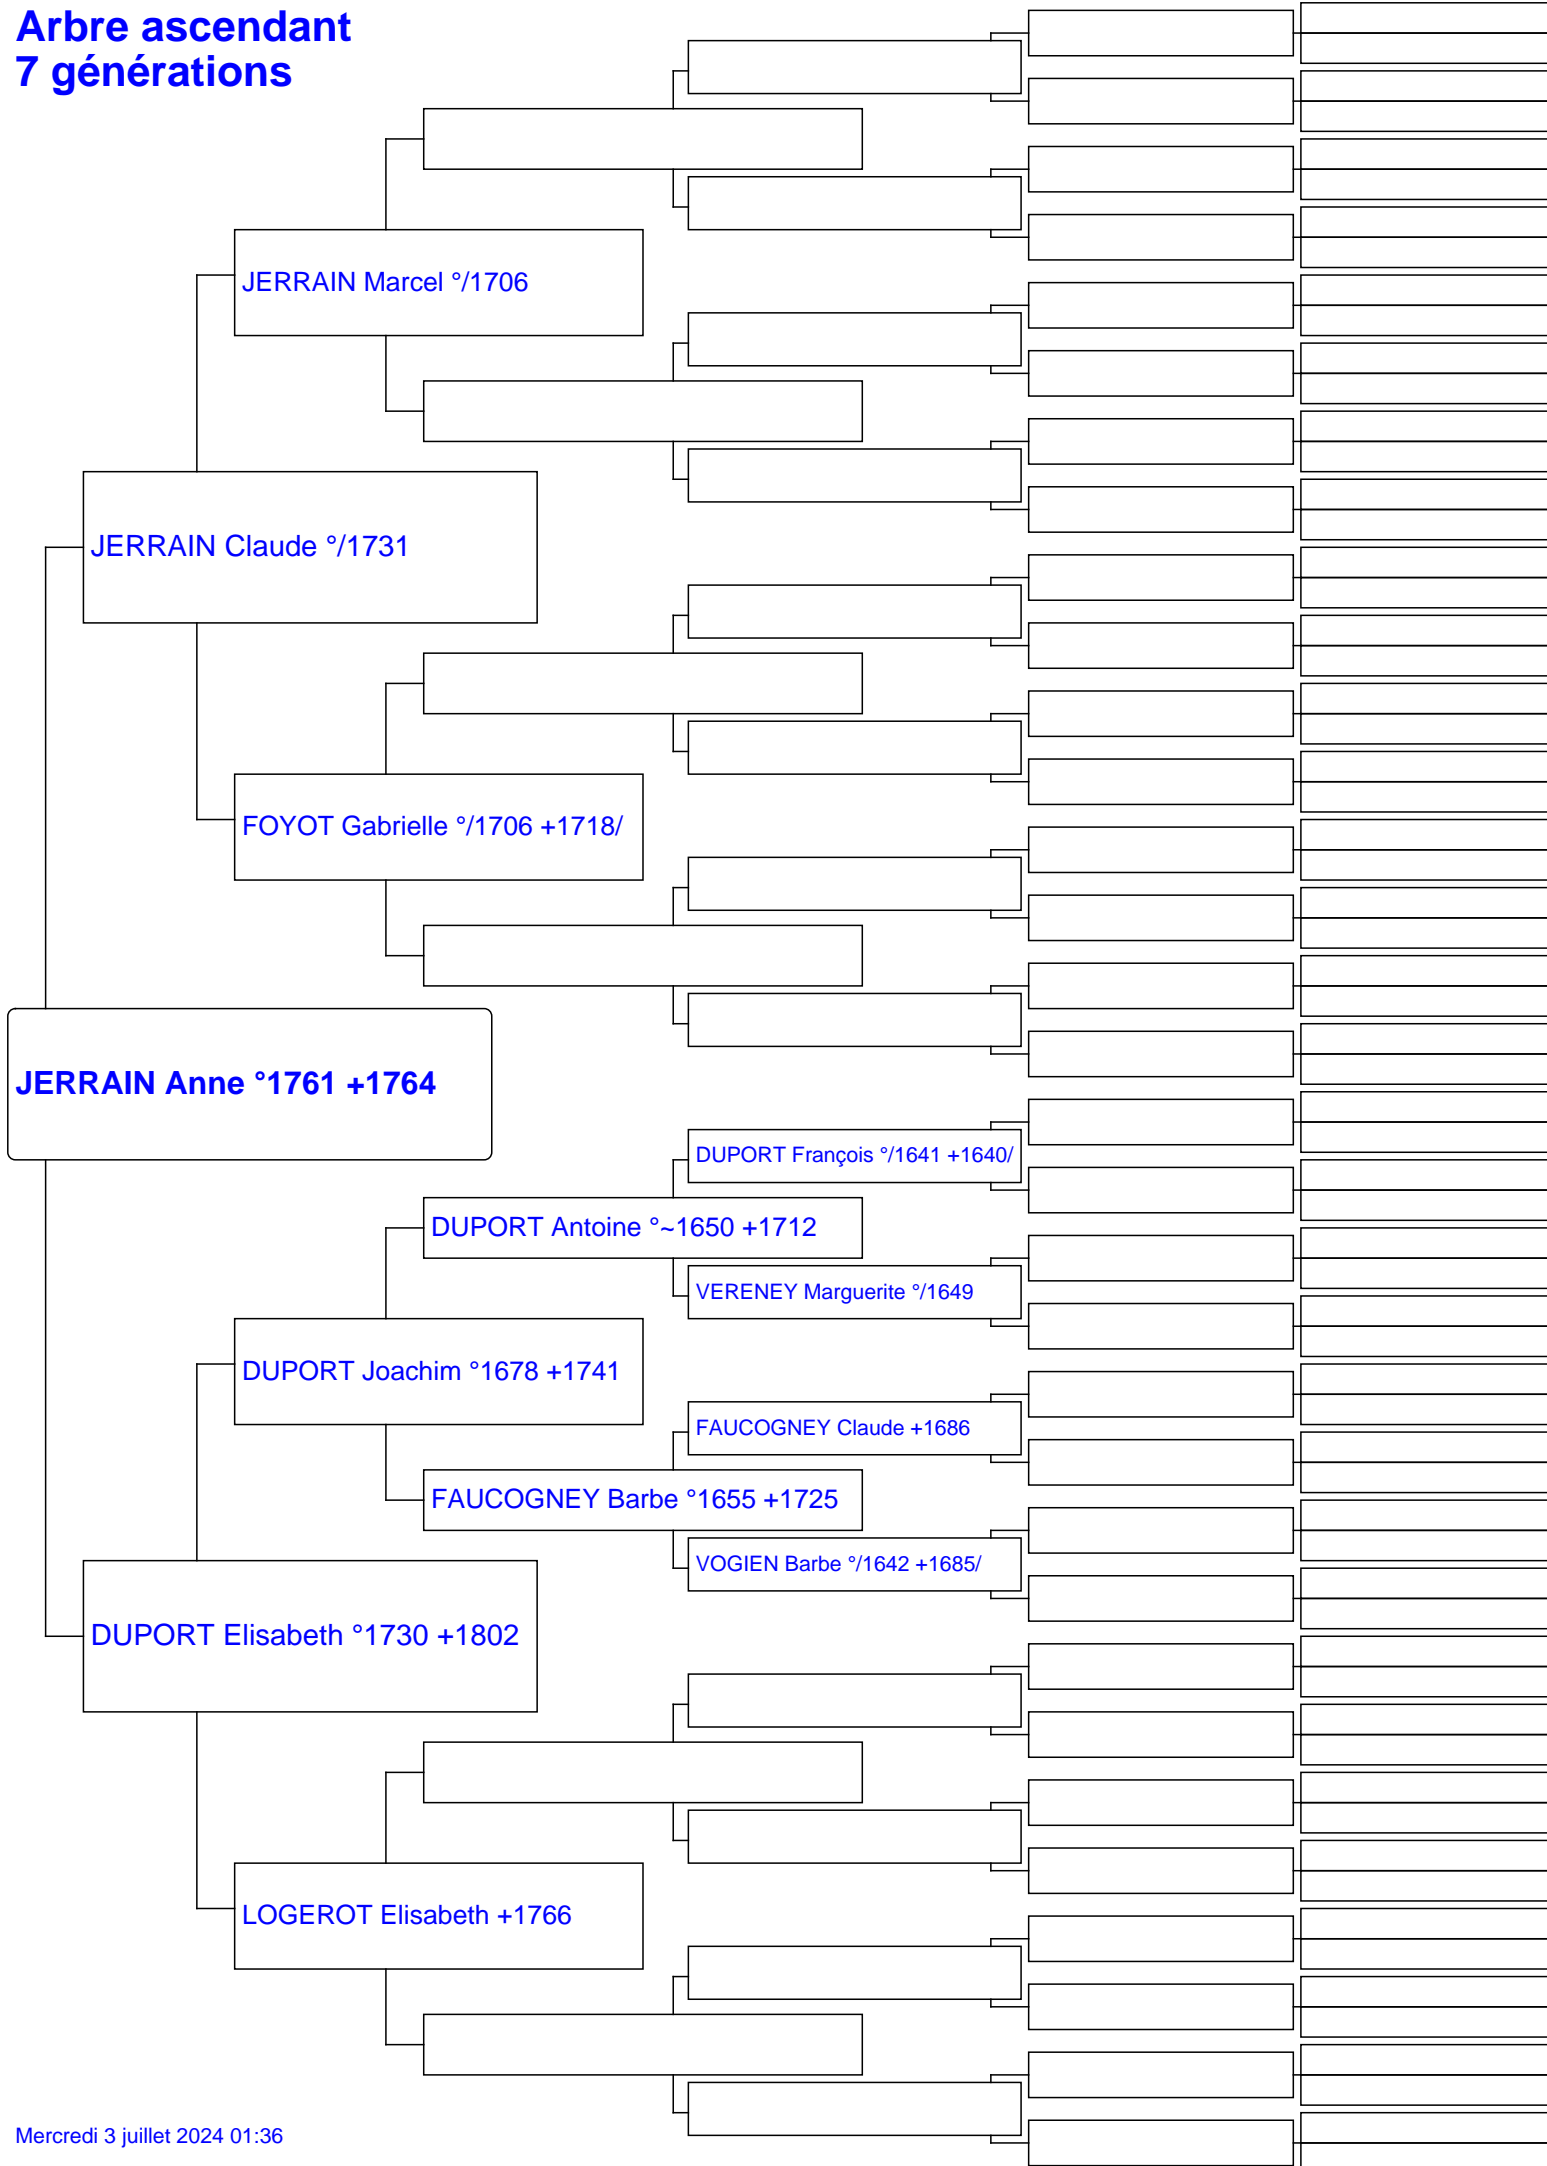 Arbre ascendant
7 générations
JERRAIN Marcel °/1706
JERRAIN Claude °/1731
FOYOT Gabrielle °/1706 +1718/
JERRAIN Anne °1761 +1764
DUPORT François °/1641 +1640/
DUPORT Antoine °~1650 +1712
VERENEY Marguerite °/1649
DUPORT Joachim °1678 +1741
FAUCOGNEY Claude +1686
FAUCOGNEY Barbe °1655 +1725
VOGIEN Barbe °/1642 +1685/
DUPORT Elisabeth °1730 +1802
LOGEROT Elisabeth +1766
Mercredi 3 juillet 2024 01:36